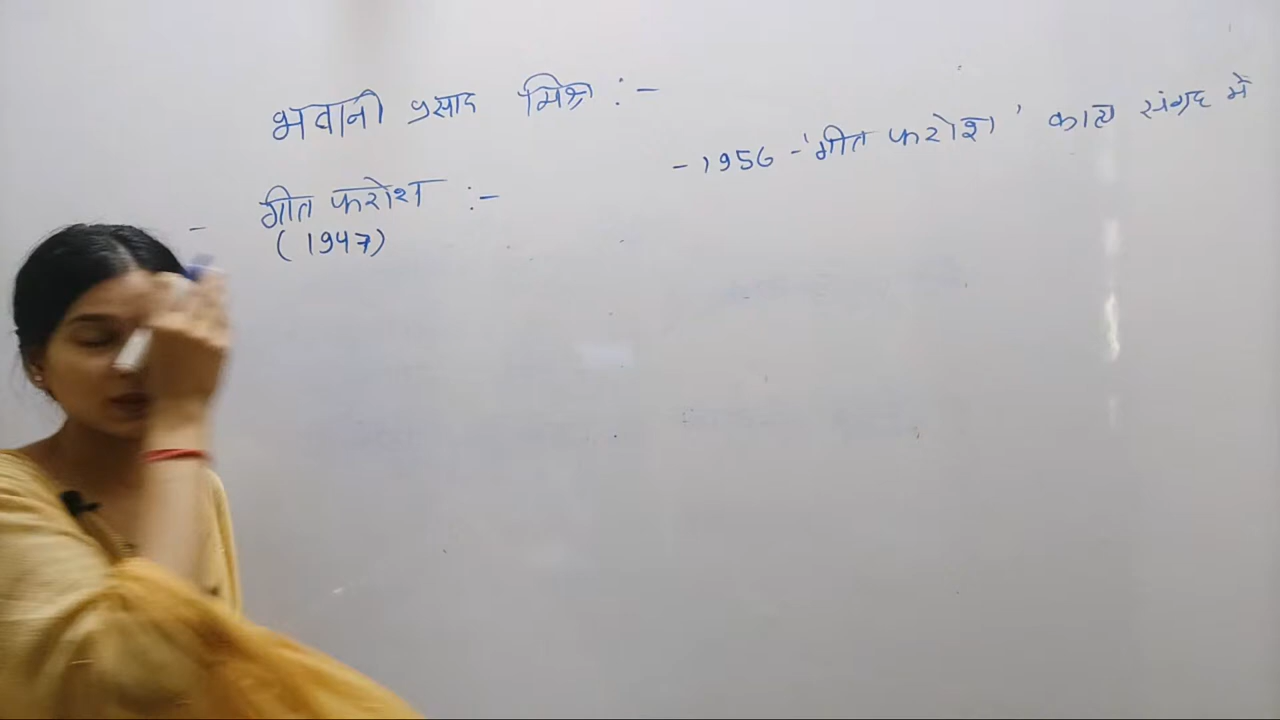 भवानी प्रसाद मिश्र :-
- गीत फरोश :-
(1947)
- 1956 - 'गीत फरोश' काव्य संग्रह में